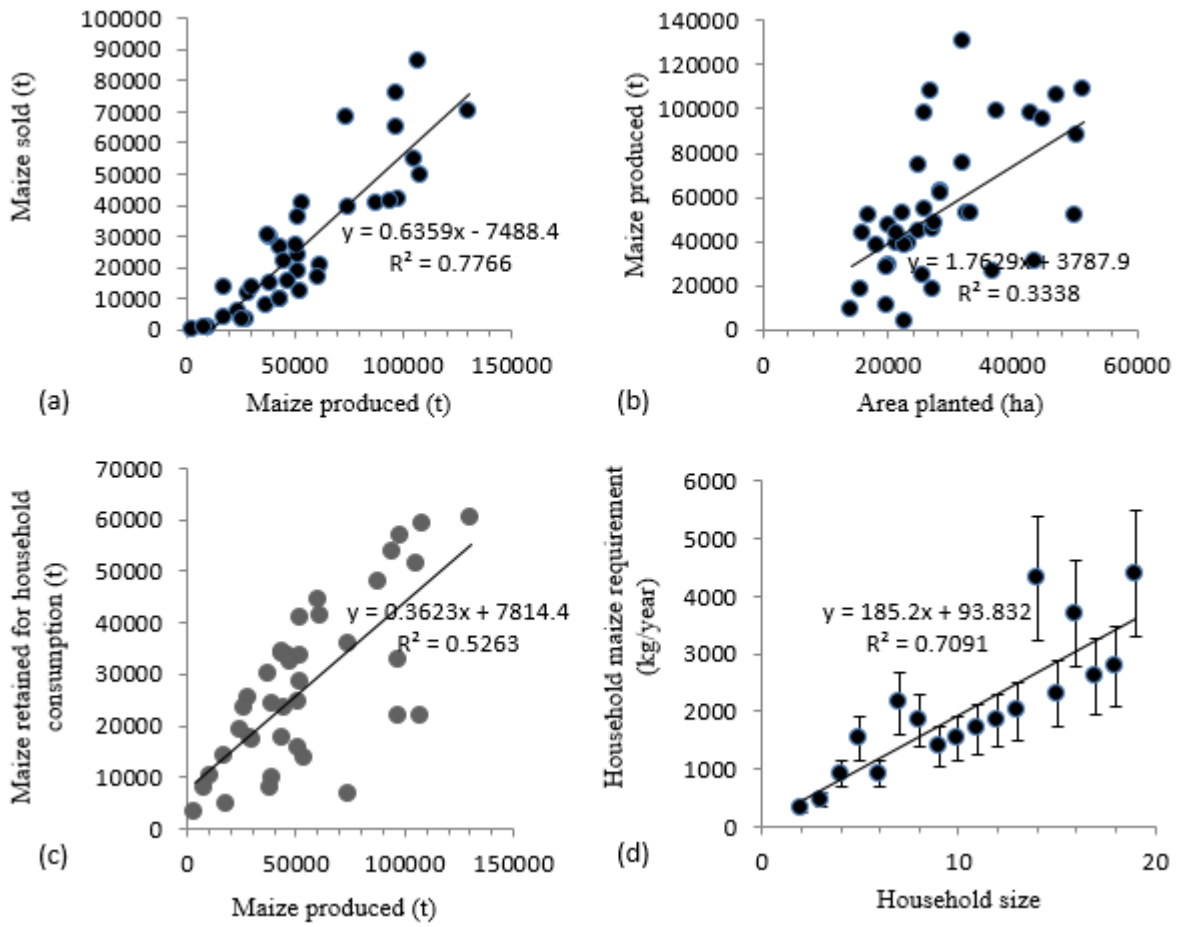 Maize sold (t)
100000
90000
80000
70000
60000
50000
40000
30000
20000
10000
0
y = 0.6359x - 7488.4
R² = 0.7766
0 50000 100000 150000
(a)
Maize produced (t)
Maize produced (t)
140000
120000
100000
80000
60000
40000
20000
0
y = 1.7629x + 3787.9
R² = 0.3338
0 20000 40000 60000
(b)
Area planted (ha)
Maize retained for household
consumption (t)
70000
60000
50000
40000
30000
20000
10000
0
y = 0.3623x + 7814.4
R² = 0.5263
0 50000 100000 150000
(c)
Maize produced (t)
Household maize requirement
(kg/year)
6000
5000
4000
3000
2000
1000
0
y = 185.2x + 93.832
R² = 0.7091
0 10 20
(d)
Household size